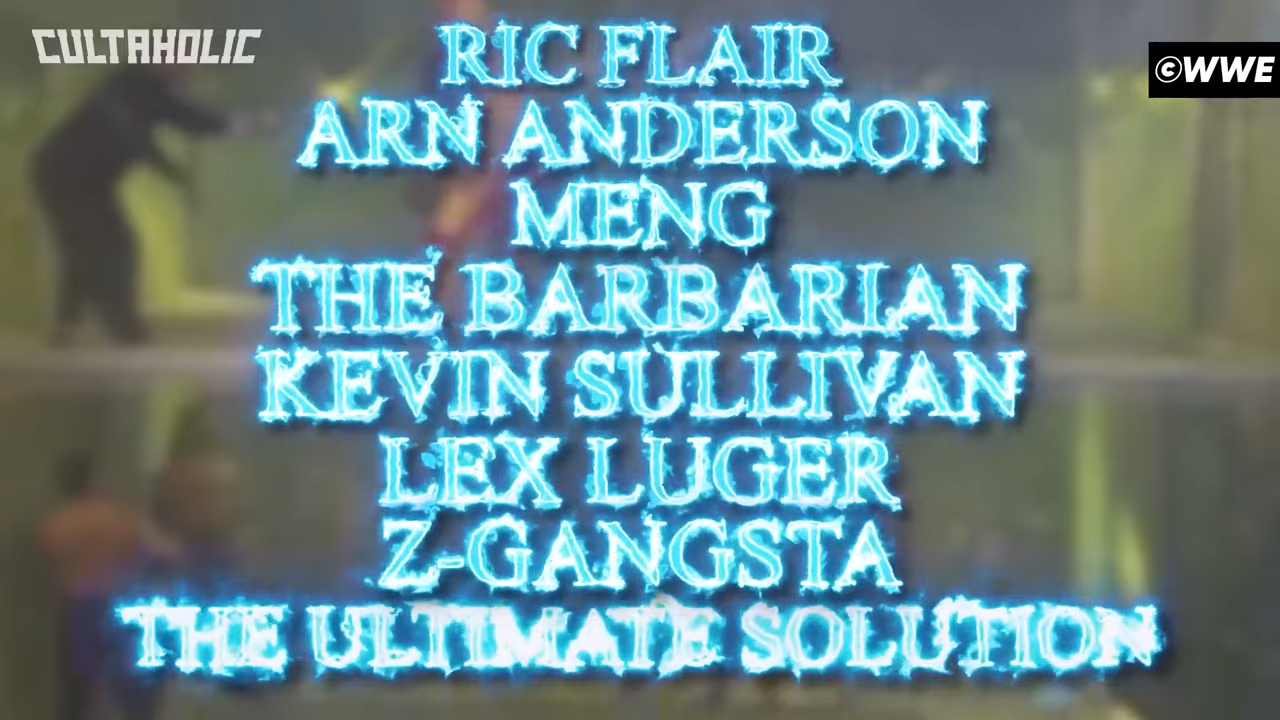 CULTAHOLIC
©WWE
RIC FLAIR
ARN ANDERSON
MENG
THE BARBARIAN
KEVIN SULLIVAN
LEX LUGER
Z-GANGSTA
THE ULTIMATE SOLUTION